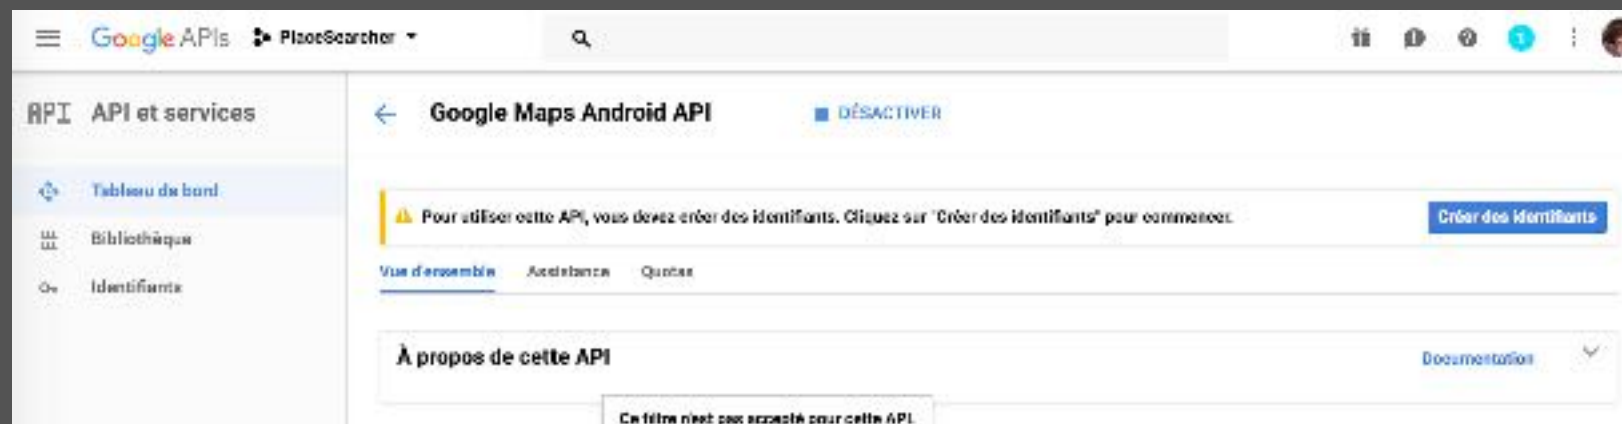 Google APIs PlaceSearcher
API API et services
Google Maps Android API DÉSACTIVER
Tableau de bord
Pour utiliser cette API, vous devez créer des identifiants. Cliquez sur "Créer des identifiants" pour commencer. Créer des identifiants
Bibliothèque
Vue d'ensemble Assistance Quotas
Identifiants
À propos de cette API Documentation
Ce filtre n'est pas accepté pour cette API.